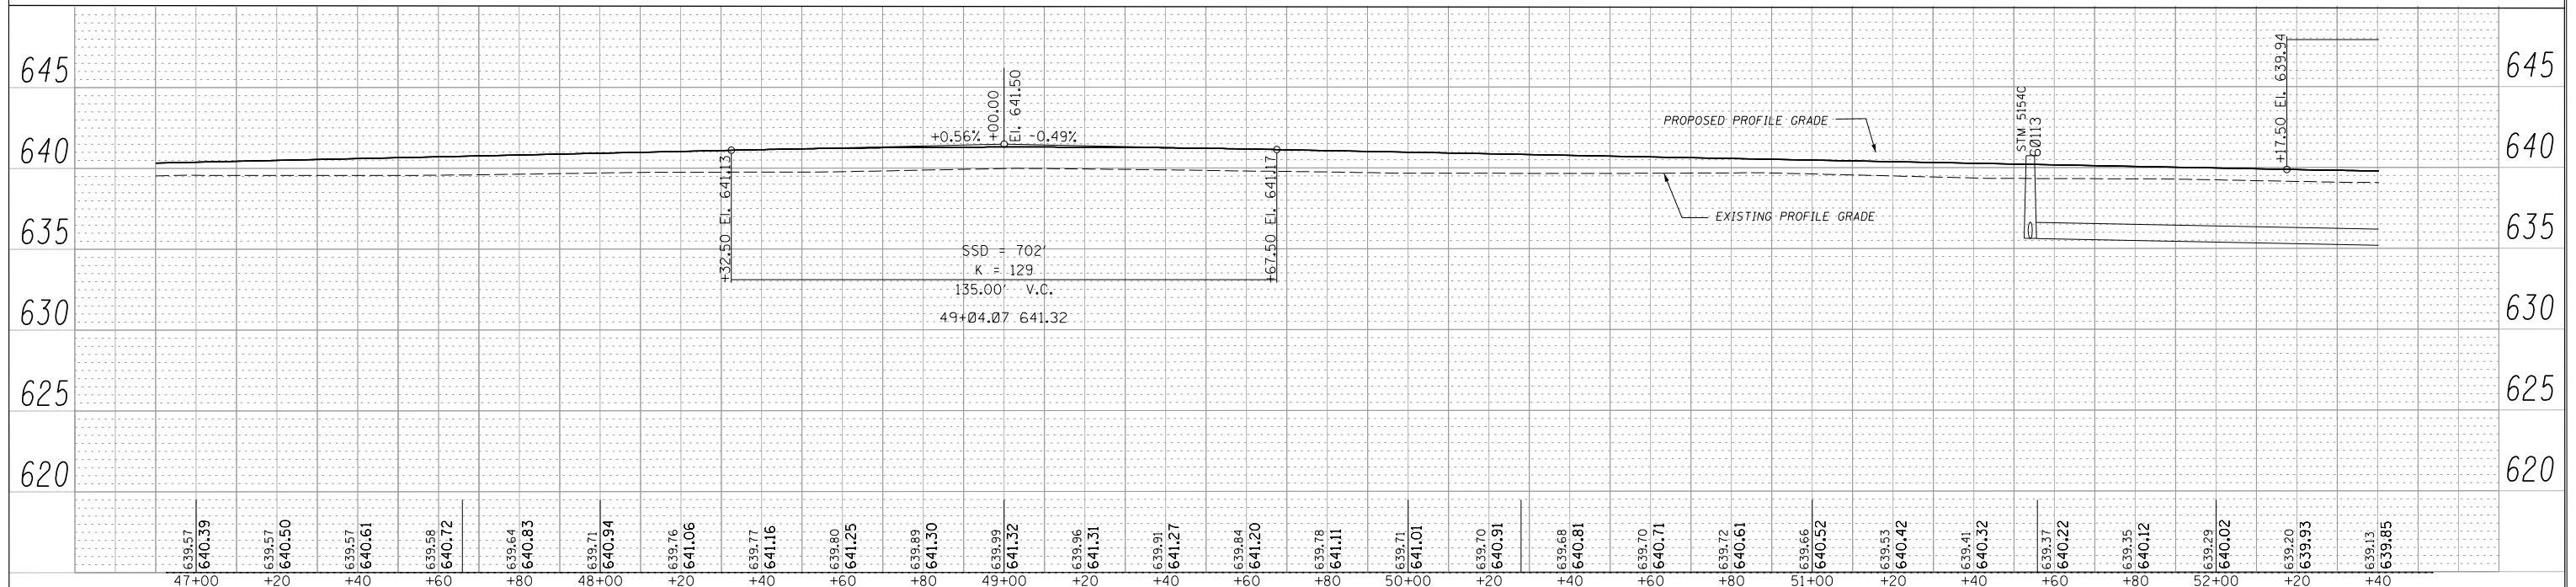 645
645
640
640
635
635
630
630
625
625
620
620
+0.56%
+00.00
El. 641.50
-0.49%
+32.50 El. 641.13
+67.50 El. 641.17
SSD = 702'
K = 129
135.00' V.C.
49+04.07 641.32
PROPOSED PROFILE GRADE
EXISTING PROFILE GRADE
STM 5154C
60113
+17.50 El. 639.94
639.57 639.57 639.57 639.58 639.64 639.71 639.76 639.77 639.80 639.89 639.99 639.96 639.91 639.84 639.78 639.71 639.70 639.68 639.70 639.72 639.66 639.53 639.41 639.37 639.35 639.29 639.20 639.13
640.39 640.50 640.61 640.72 640.83 640.94 641.06 641.16 641.25 641.30 641.32 641.31 641.27 641.20 641.11 641.01 640.91 640.81 640.71 640.61 640.52 640.42 640.32 640.22 640.12 640.02 639.93 639.85
47+00 +20 +40 +60 +80 48+00 +20 +40 +60 +80 49+00 +20 +40 +60 +80 50+00 +20 +40 +60 +80 51+00 +20 +40 +60 +80 52+00 +20 +40